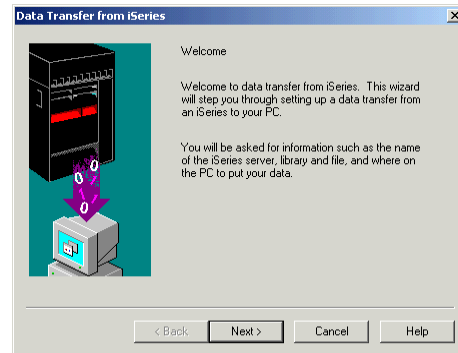 Data Transfer from iSeries
Welcome
Welcome to data transfer from iSeries. This wizard
will step you through setting up a data transfer from
an iSeries to your PC.
You will be asked for information such as the name
of the iSeries server, library and file, and where on
the PC to put your data.
0
0
0
< Back
Next >
Cancel
Help